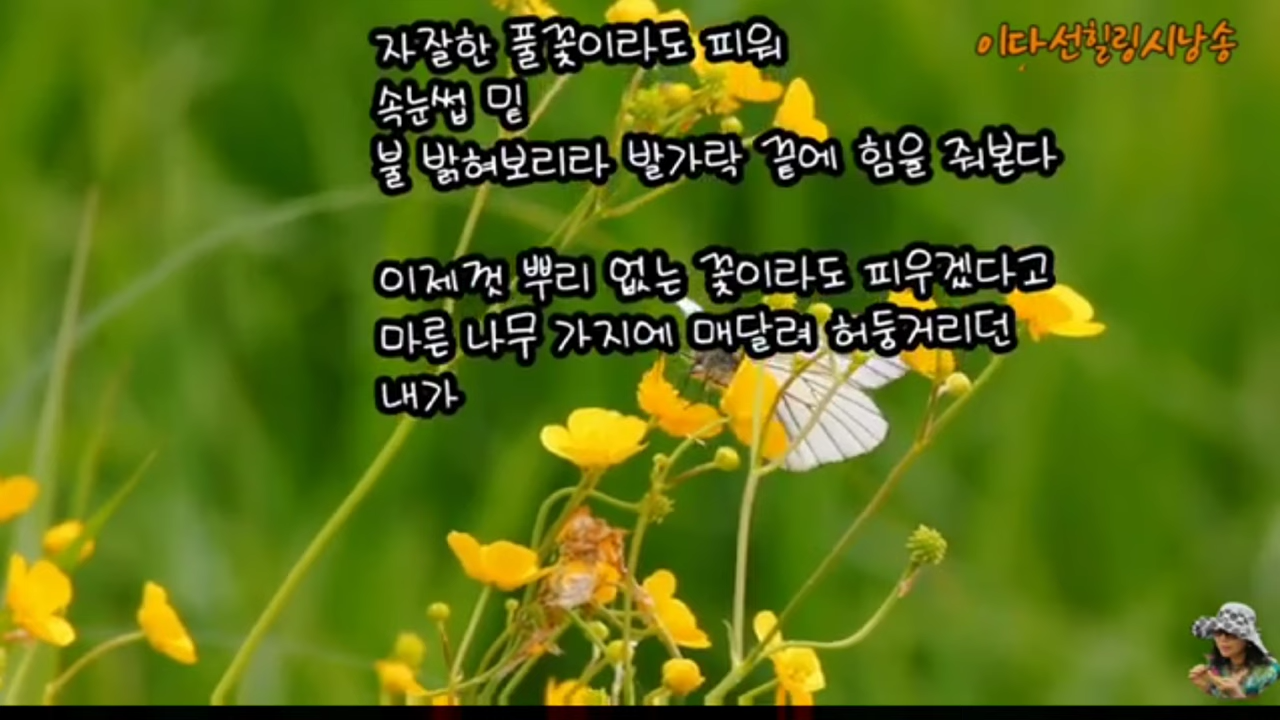 자잘한 풀꽃이라도 피워
속눈썹 밑
불 밝혀보리라 발가락 끝에 힘을 줘본다
이제껏 뿌리 없는 꽃이라도 피우겠다고
마른 나무 가지에 매달려 허둥거리던
내가
이다선힐링시낭송